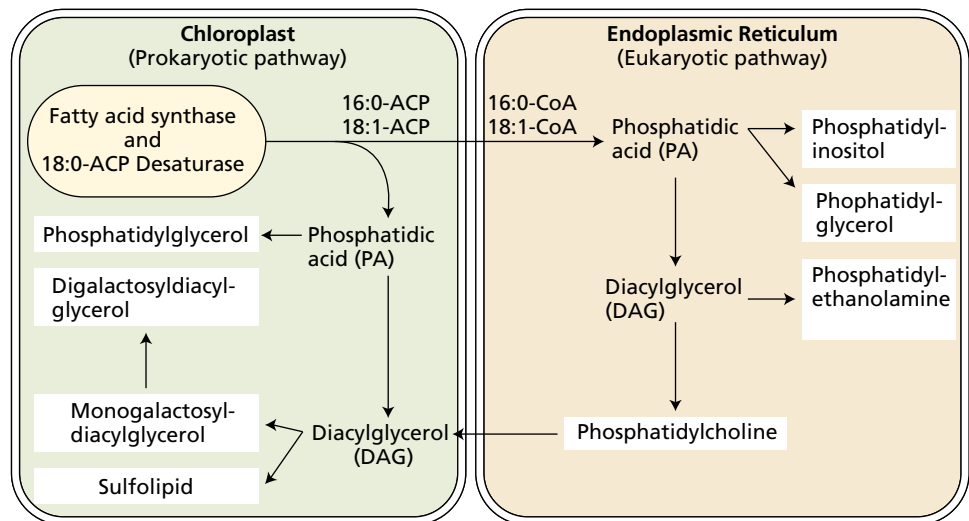 Chloroplast
(Prokaryotic pathway)
Fatty acid synthase
and
18:0-ACP Desaturase
16:0-ACP
18:1-ACP
Phosphatidylglycerol
Phosphatidic
acid (PA)
Digalactosyldiacyl-
glycerol
Monogalactosyl-
diacylglycerol
Diacylglycerol
(DAG)
Sulfolipid
Endoplasmic Reticulum
(Eukaryotic pathway)
16:0-CoA
18:1-CoA
Phosphatidic
acid (PA)
Phosphatidyl-
inositol
Phophatidyl-
glycerol
Diacylglycerol
(DAG)
Phosphatidyl-
ethanolamine
Phosphatidylcholine